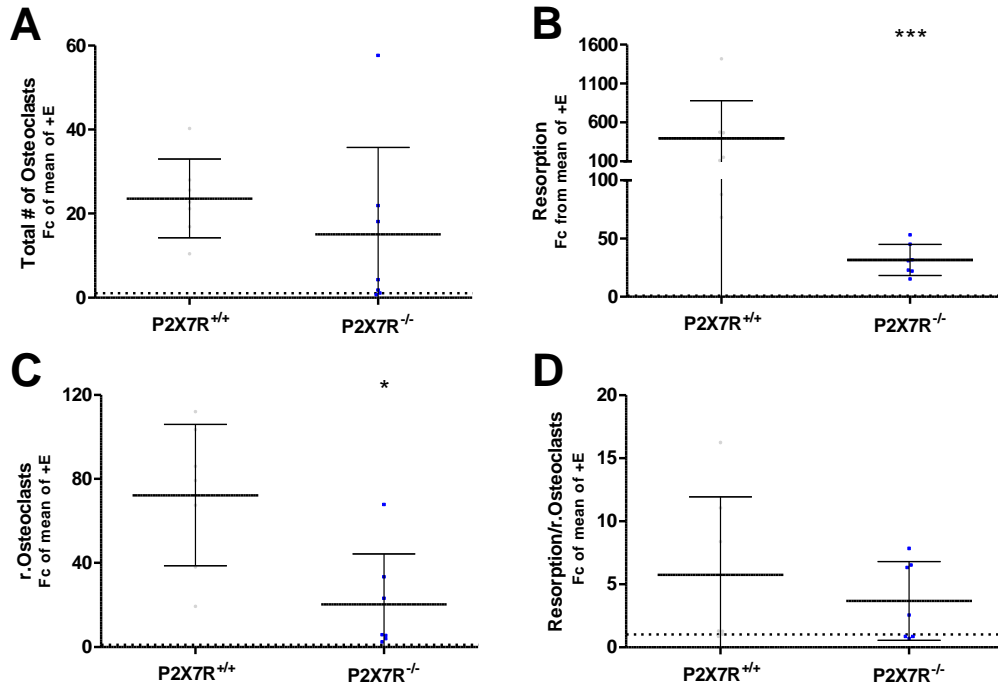 A
Total # of Osteoclasts
Fc of mean of +E
60
40
20
0
P2X7R+/+
P2X7R-/-
B
***
Resorption
Fc from mean of +E
1600
1100
600
100
100
50
0
P2X7R+/+
P2X7R-/-
C
*
r.Osteoclasts
Fc of mean of +E
120
80
40
0
P2X7R+/+
P2X7R-/-
D
Resorption/r.Osteoclasts
Fc of mean of +E
20
15
10
5
0
P2X7R+/+
P2X7R-/-